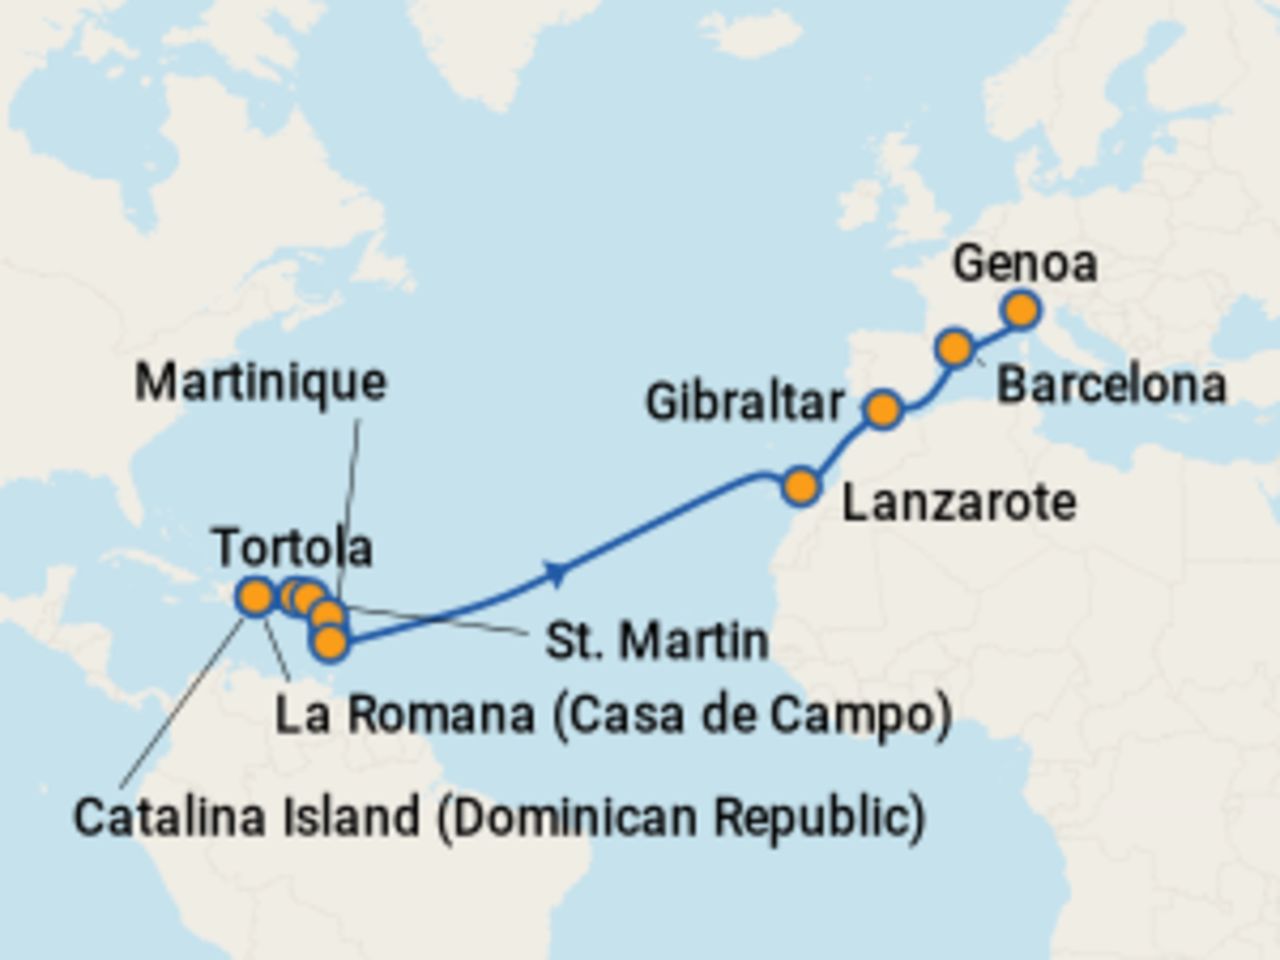 Genoa
Martinique
Gibraltar
Barcelona
Lanzarote
Tortola
St. Martin
La Romana (Casa de Campo)
Catalina Island (Dominican Republic)